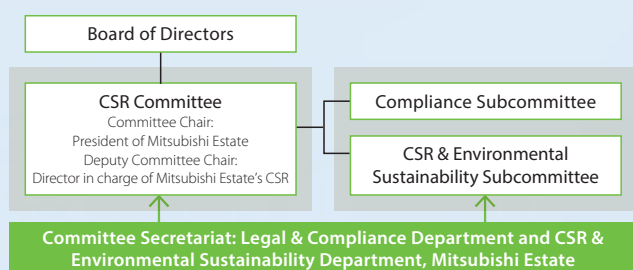 Board of Directors
CSR Committee
Committee Chair:
President of Mitsubishi Estate
Deputy Committee Chair:
Director in charge of Mitsubishi Estate's CSR
Compliance Subcommittee
CSR & Environmental
Sustainability Subcommittee
Committee Secretariat: Legal & Compliance Department and CSR &
Environmental Sustainability Department, Mitsubishi Estate